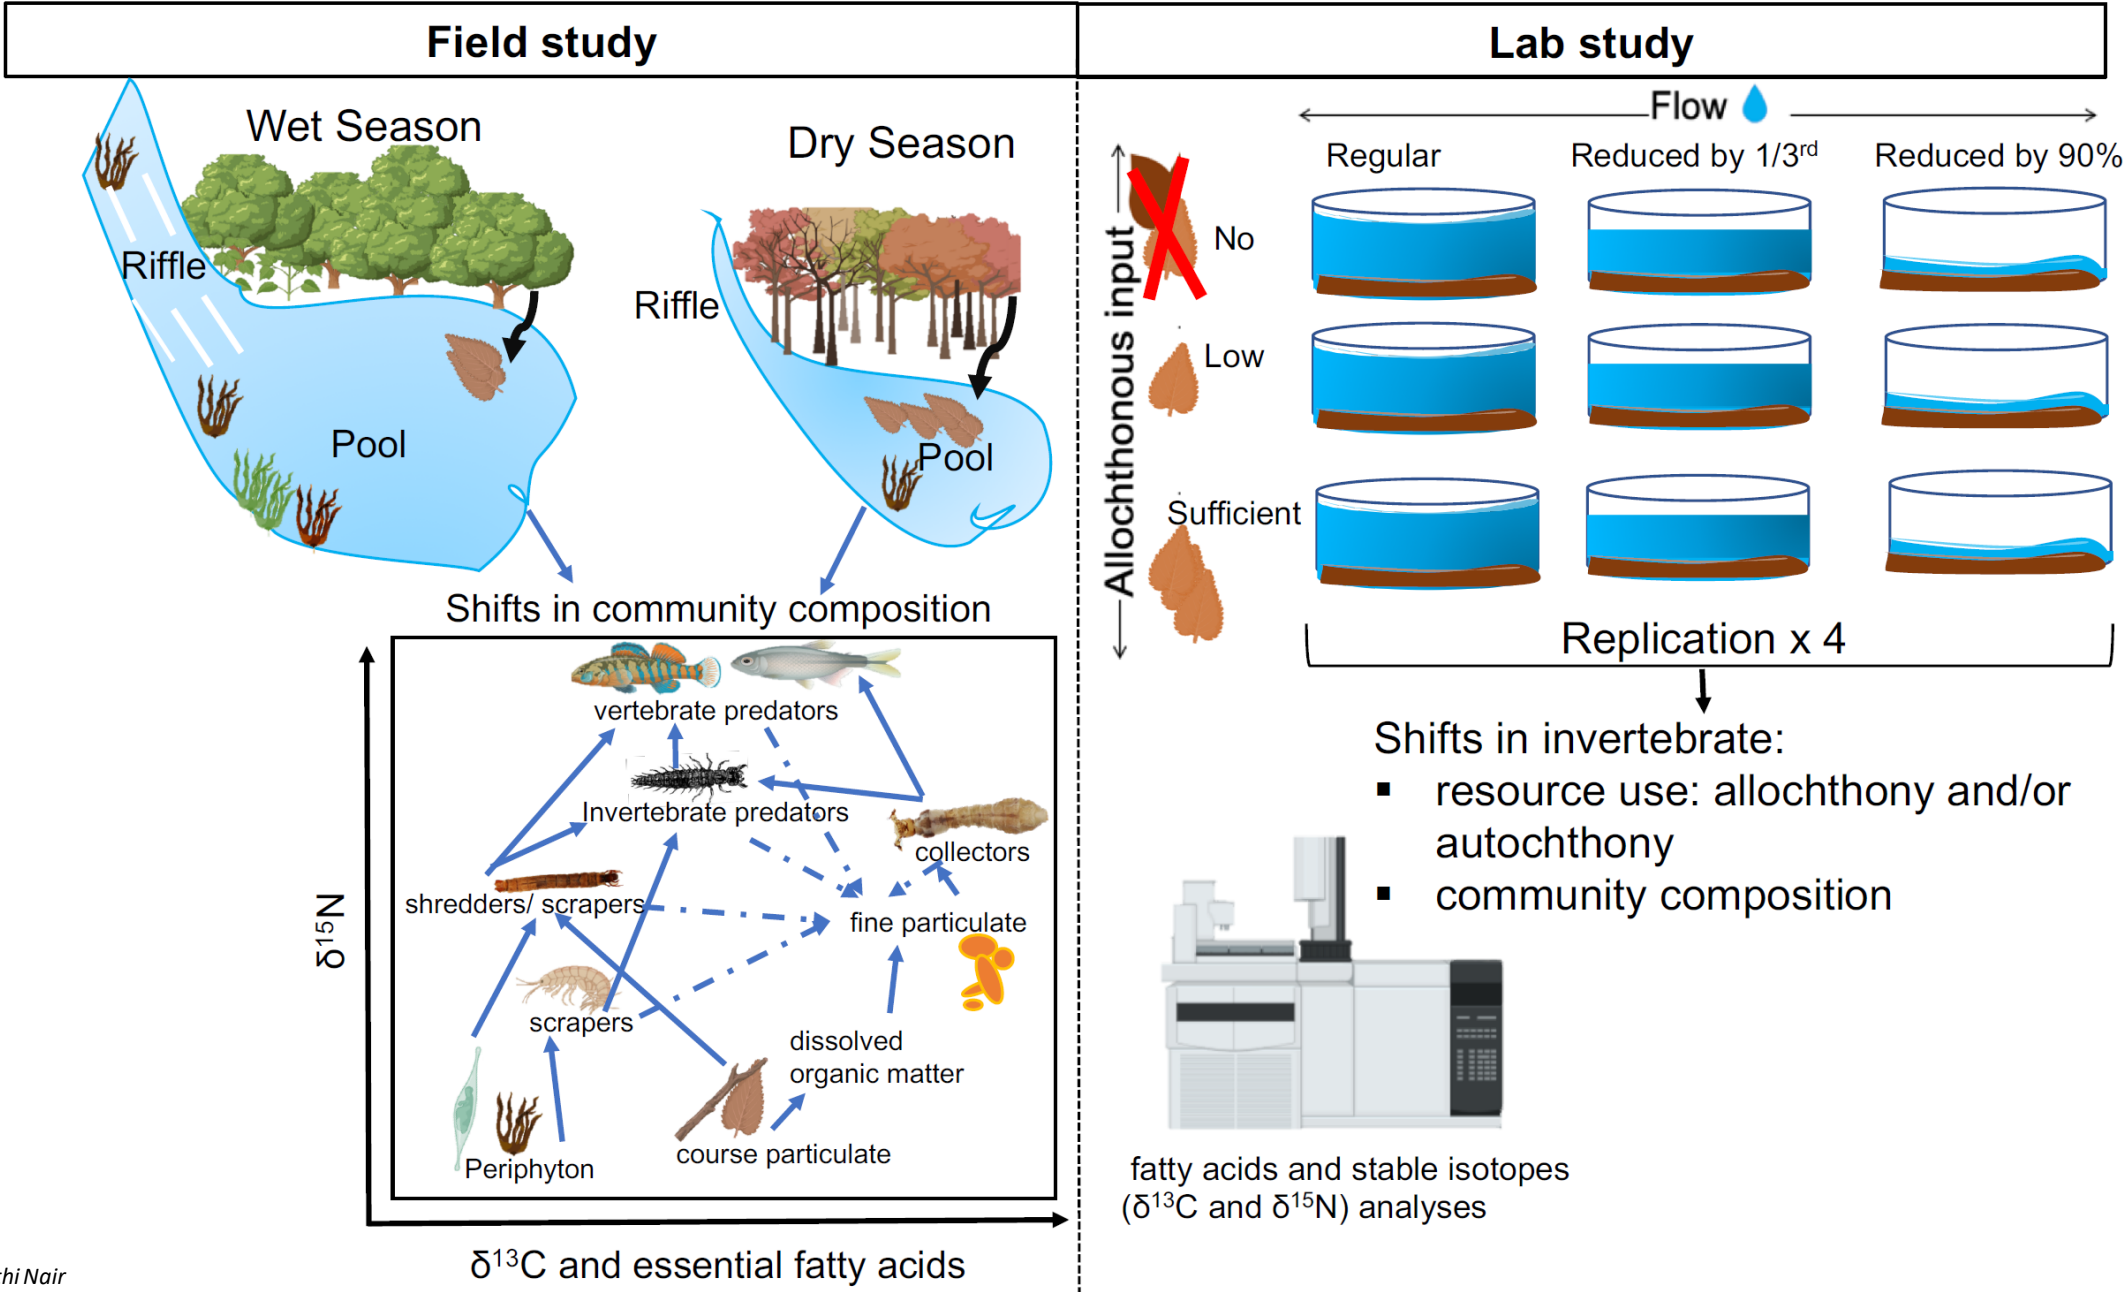 Field study
Wet Season
Dry Season
Riffle
Riffle
Pool
Pool
Shifts in community composition
vertebrate predators
Invertebrate predators
collectors
shredders/ scrapers
fine particulate
scrapers
dissolved
organic matter
course particulate
Periphyton
δ¹⁵N
δ¹³C and essential fatty acids
Nair
Lab study
Flow
Regular
Reduced by 1/3ʳᵈ
Reduced by 90%
Allochthonous input
No
Low
Sufficient
Replication x 4
Shifts in invertebrate:
▪ resource use: allochthony and/or
autochthony
▪ community composition
fatty acids and stable isotopes
(δ¹³C and δ¹⁵N) analyses